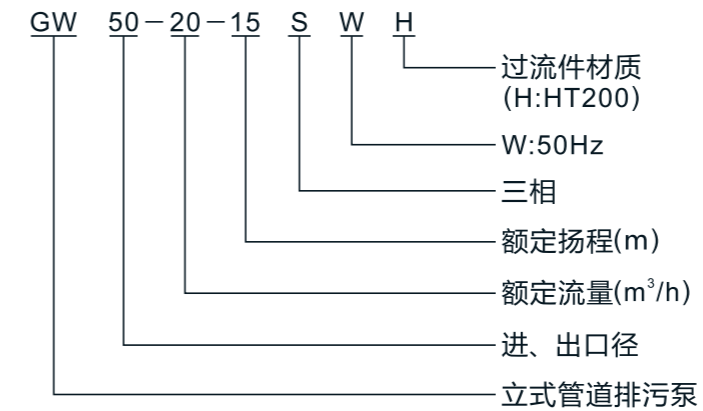 GW 50-20-15 S W H
过流件材质
(H:HT200)
W:50Hz
三相
额定扬程(m)
额定流量(m³/h)
进、出口径
立式管道排污泵